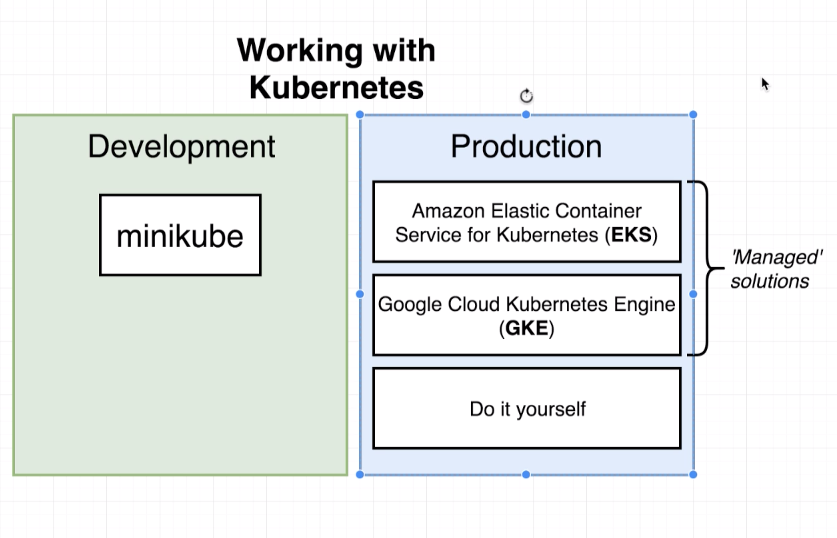 Working with
Kubernetes
Development
minikube
Production
Amazon Elastic Container
Service for Kubernetes (EKS)
Google Cloud Kubernetes Engine
(GKE)
Do it yourself
'Managed'
solutions